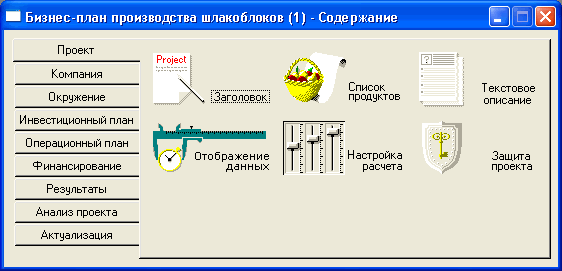 Бизнес-план производства шлакоблоков (1) - Содержание
Проект
Компания
Окружение
Инвестиционный план
Операционный план
Финансирование
Результаты
Анализ проекта
Актуализация
Project
Заголовок
Список
продуктов
?
Текстовое
описание
Отображение
данных
Настройка
расчета
Защита
проекта